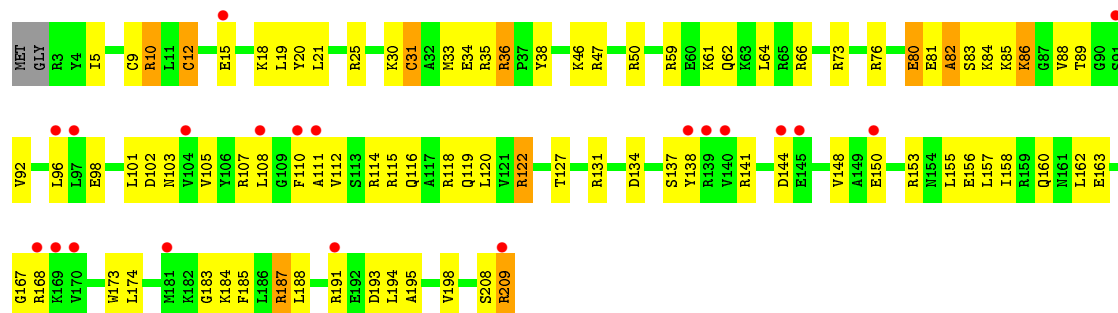 MET GLY R3 Y4 I5 C9 R10 L11 C12 E15 K18 L19 Y20 L21 R25 K30 C31 A32 M33 E34 R35 R36 P37 Y38 K46 R47 R50 R59 E60 K61 Q62 K63 L64 R65 R66 R73 R76 E80 E81 A82 S83 K84 K85 K86 G87 V88 T89 G90 S91
V92 L96 L97 E98 L101 D102 N103 V104 V105 Y106 R107 L108 G109 F110 A111 V112 S113 R114 R115 Q116 A117 R118 Q119 L120 V121 R122 T127 R131 D134 S137 Y138 R139 V140 R141 D144 E145 V148 A149 E150 R153 N154 L155 E156 L157 I158 R159 Q160 N161 L162 E163
G167 R168 K169 V170 W173 L174 M181 K182 G183 K184 F185 L186 R187 L188 R191 E192 D193 L194 A195 V198 S208 R209